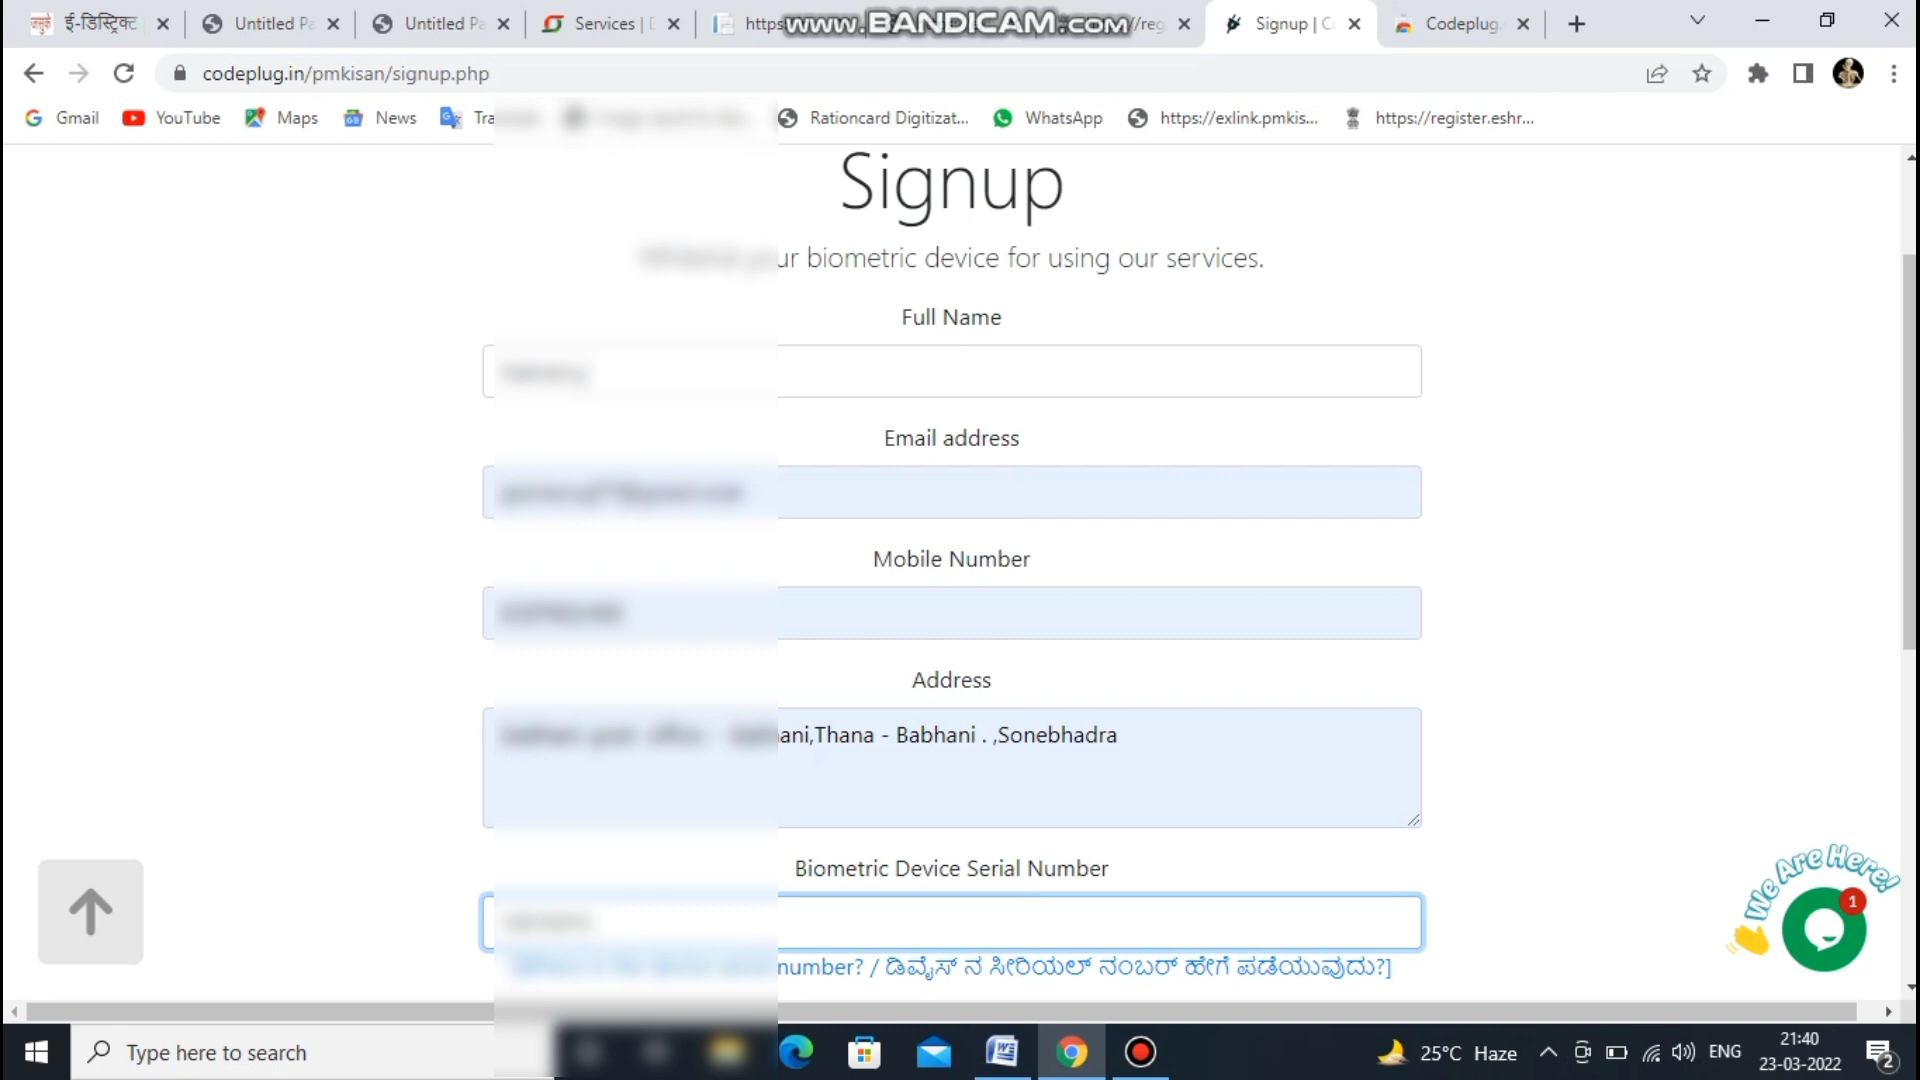 ई-डिस्ट्रिक्ट
Untitled Pa
Untitled Pa
Services |
https
www.BANDICAM.com
/reg
Signup | C
Codeplug.
codeplug.in/pmkisan/signup.php
Gmail
YouTube
Maps
News
Rationcard Digitizat...
WhatsApp
https://exlink.pmkis...
https://register.eshr...
Signup
biometric device for using our services.
Full Name
Email address
Mobile Number
Address
ani,Thana - Babhani . ,Sonebhadra
Biometric Device Serial Number
number? / ಡಿವೈಸ್ ನ ಸೀರಿಯಲ್ ನಂಬರ್ ಹೇಗೆ ಪಡೆಯುವುದು?]
We Are Here!
1
Type here to search
25°C Haze
ENG
21:40
23-03-2022
2